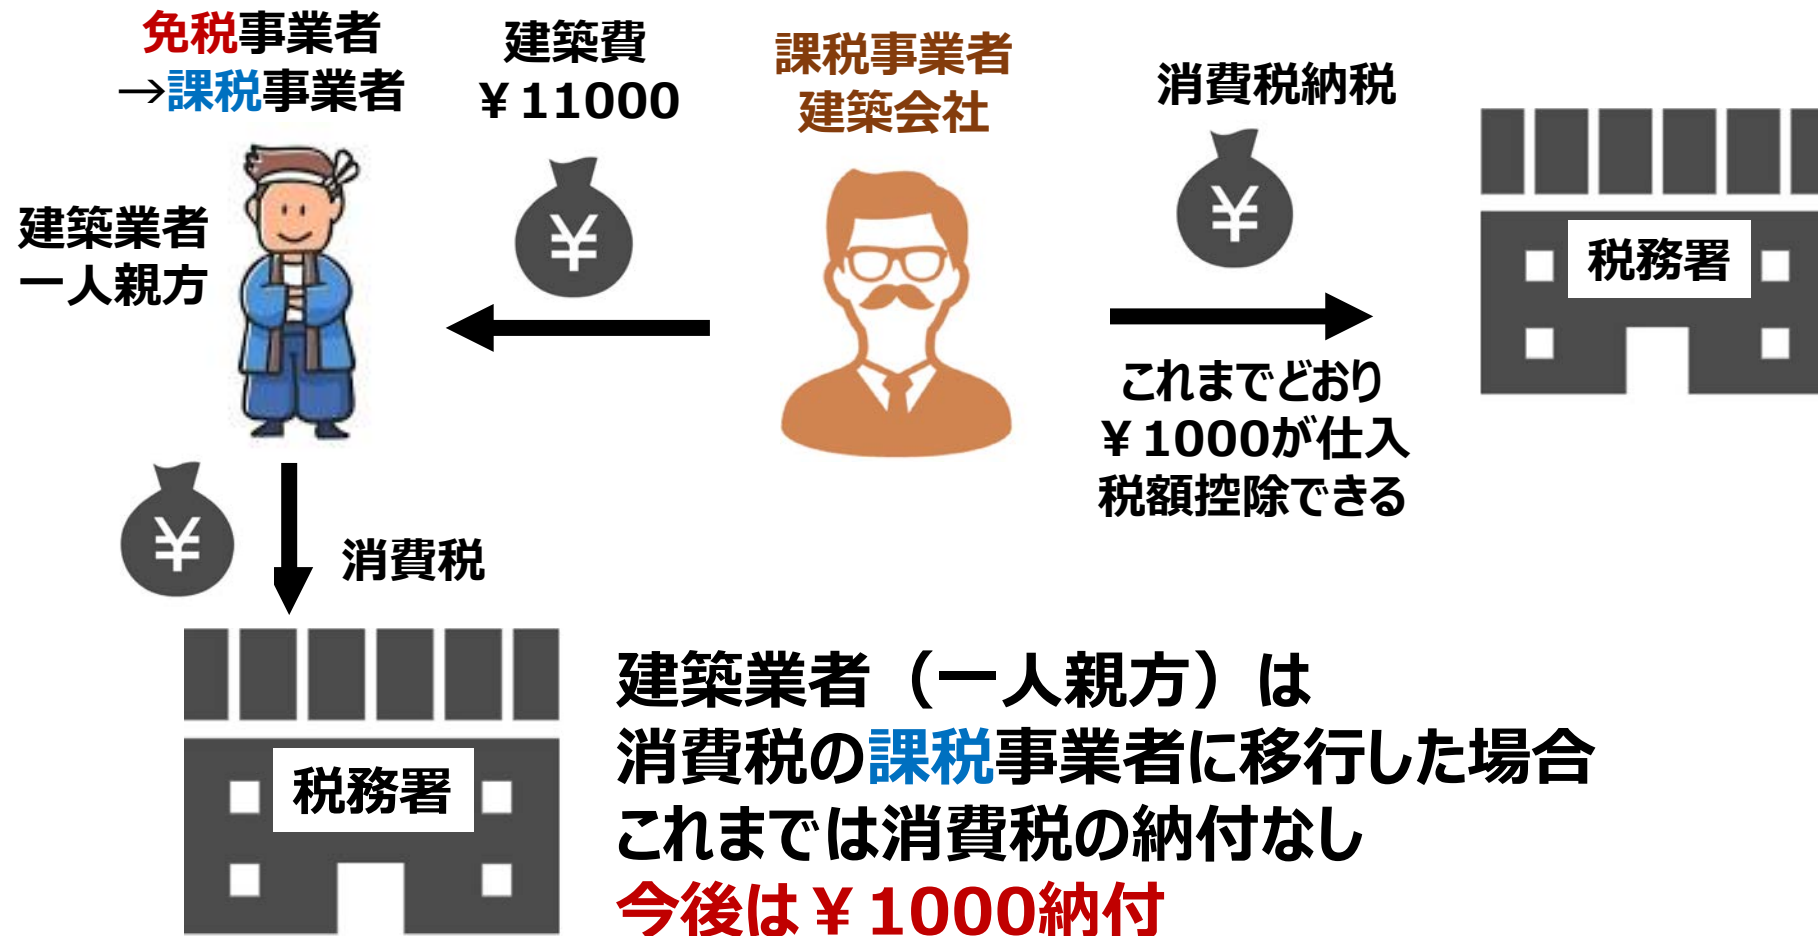 免税事業者
→課税事業者
建築費
¥11000
課税事業者
建築会社
消費税納税
建築業者
一人親方
¥
¥
税務署
これまでどおり
¥1000が仕入
税額控除できる
¥
消費税
税務署
建築業者（一人親方）は
消費税の課税事業者に移行した場合
これまでは消費税の納付なし
今後は¥1000納付